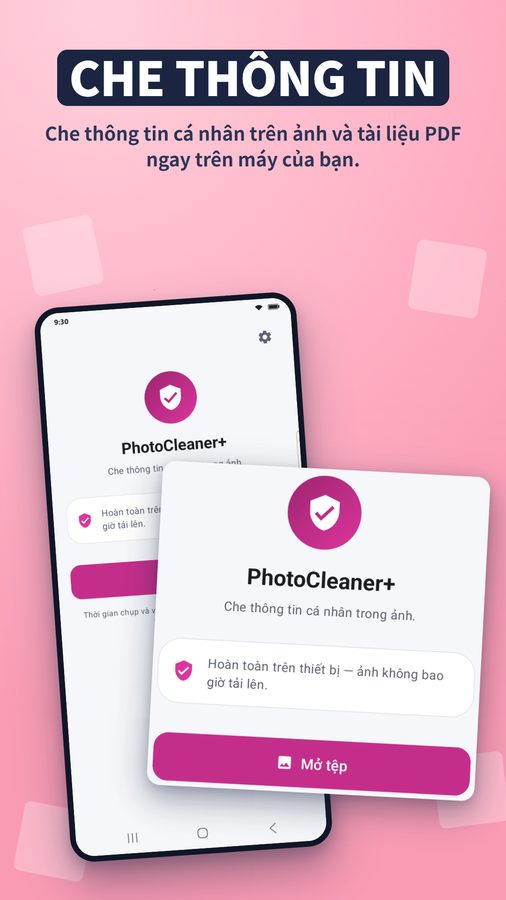 CHE THÔNG TIN
Che thông tin cá nhân trên ảnh và tài liệu PDF
ngay trên máy của bạn.
9:30
PhotoCleaner+
Che thông tin
ảnh
Hoàn toàn trên
giờ tải lên.
Thời gian chụp và
PhotoCleaner+
Che thông tin cá nhân trong ảnh.
Hoàn toàn trên thiết bị — ảnh không bao
giờ tải lên.
Mở tệp